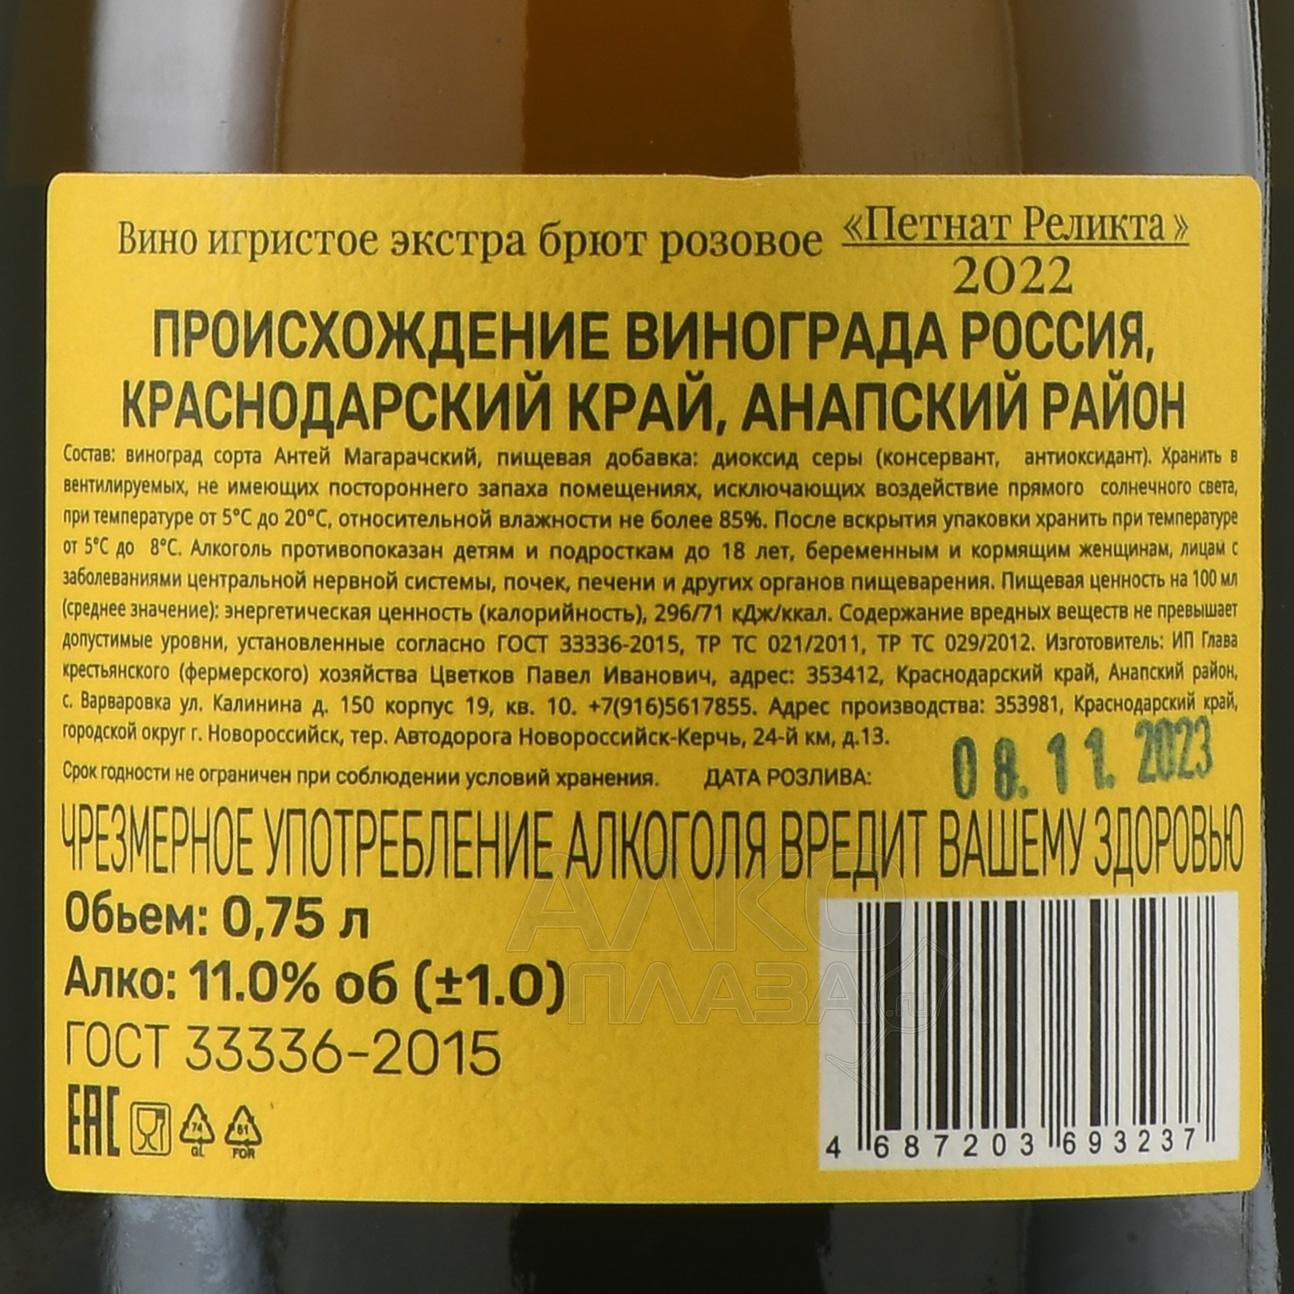 Вино игристое экстра брют розовое «Петнат Реликта»
2022
ПРОИСХОЖДЕНИЕ ВИНОГРАДА РОССИЯ,
КРАСНОДАРСКИЙ КРАЙ, АНАПСКИЙ РАЙОН
Состав: виноград сорта Антей Магарачский, пищевая добавка: диоксид серы (консервант, антиоксидант). Хранить в
вентилируемых, не имеющих постороннего запаха помещениях, исключающих воздействие прямого солнечного света,
при температуре от 5°С до 20°С, относительной влажности не более 85%. После вскрытия упаковки хранить при температуре
от 5°С до 8°С. Алкоголь противопоказан детям и подросткам до 18 лет, беременным и кормящим женщинам, лицам с
заболеваниями центральной нервной системы, почек, печени и других органов пищеварения. Пищевая ценность на 100 мл
(среднее значение): энергетическая ценность (калорийность), 296/71 кДж/ккал. Содержание вредных веществ не превышает
допустимые уровни, установленные согласно ГОСТ 33336-2015, ТР ТС 021/2011, ТР ТС 029/2012. Изготовитель: ИП Глава
крестьянского (фермерского) хозяйства Цветков Павел Иванович, адрес: 353412, Краснодарский край, Анапский район,
с. Варваровка ул. Калинина д. 150 корпус 19, кв. 10. +7(916)5617855. Адрес производства: 353981, Краснодарский край,
городской округ г. Новороссийск, тер. Автодорога Новороссийск-Керчь, 24-й км, д.13.
Срок годности не ограничен при соблюдении условий хранения. ДАТА РОЗЛИВА: 08.11.2023
ЧРЕЗМЕРНОЕ УПОТРЕБЛЕНИЕ АЛКОГОЛЯ ВРЕДИТ ВАШЕМУ ЗДОРОВЬЮ
Обьем: 0,75 л
Алко: 11.0% об (±1.0)
ГОСТ 33336-2015
EAC 74 GL 51 FOR
4 687203 693237
АЛКО
ПЛАЗА.ru